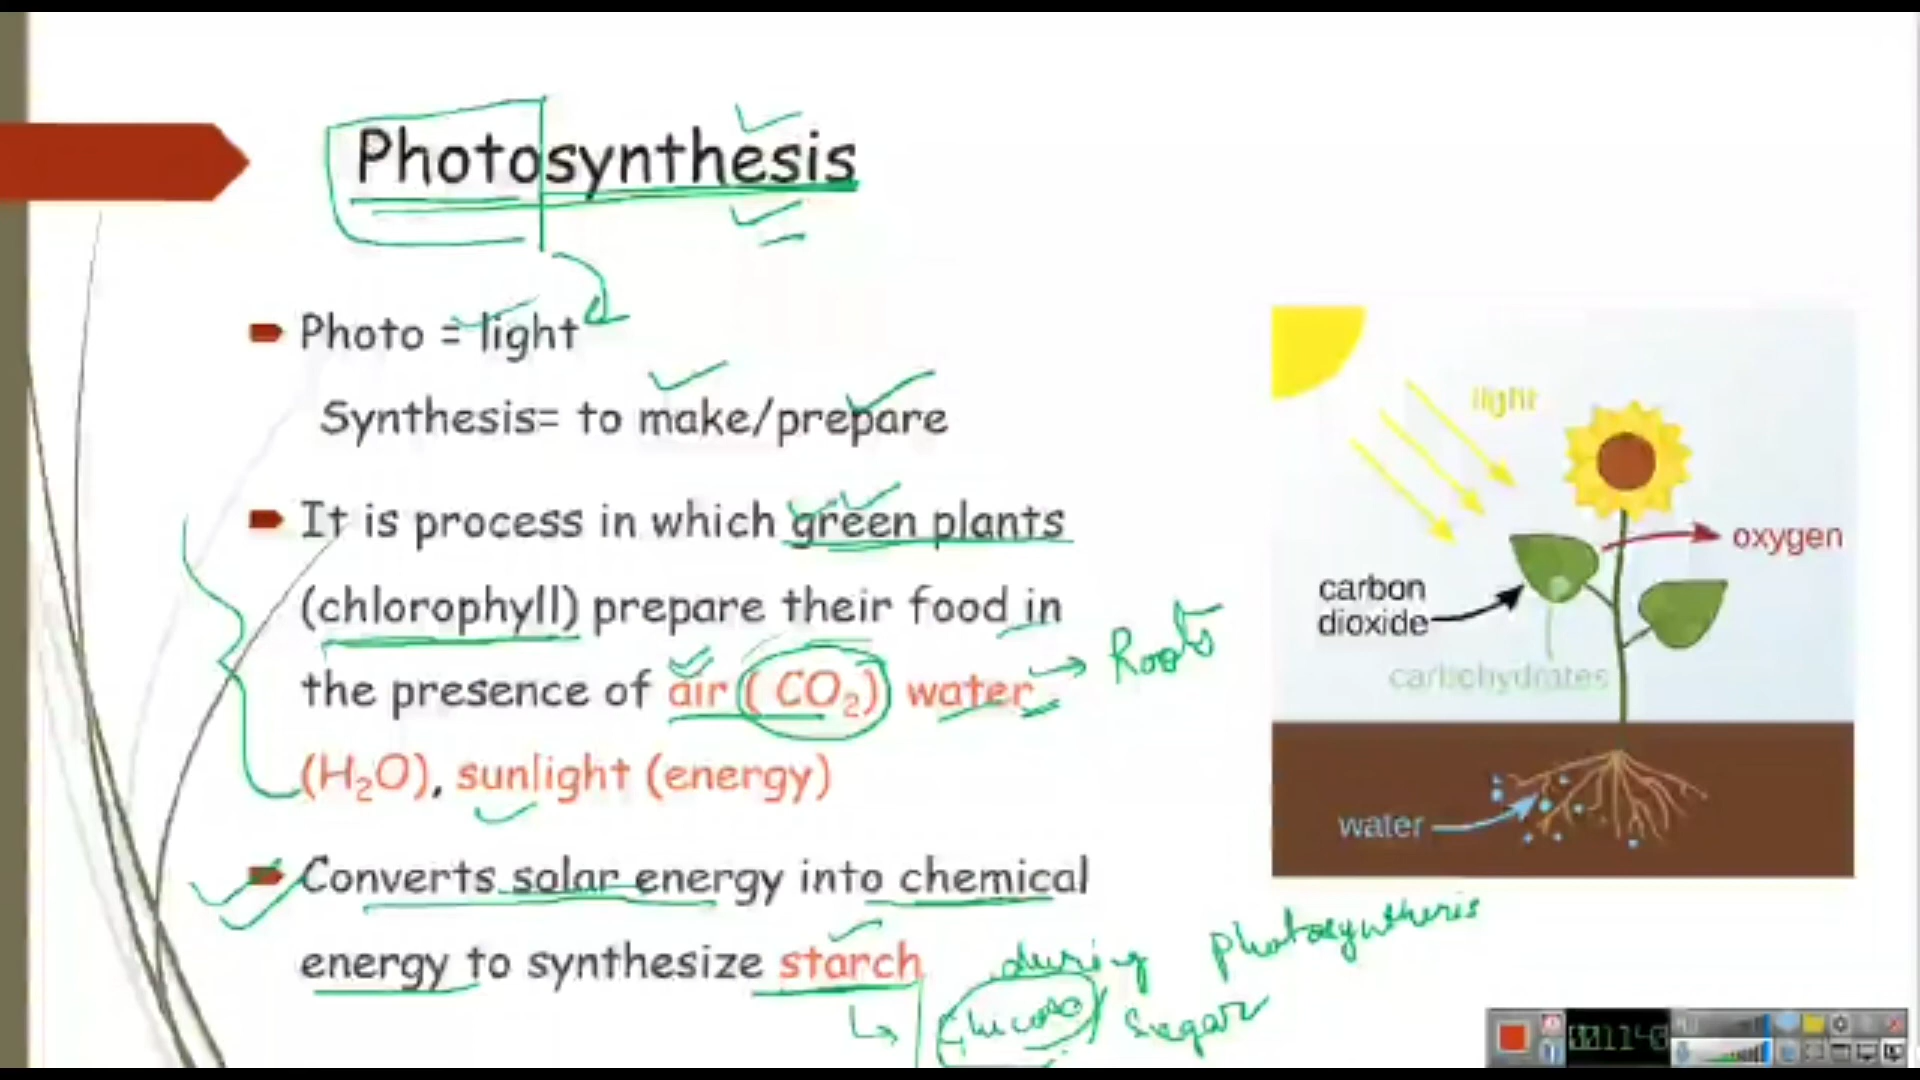 Photosynthesis
Photo = light
Synthesis= to make/prepare
It is process in which green plants
(chlorophyll) prepare their food in
the presence of air ( CO₂) water → Roots
(H₂O), sunlight (energy)
Converts solar energy into chemical
energy to synthesize starch
during photosynthesis
Glucose/ sugar
light
oxygen
carbon
dioxide
carbohydrates
water